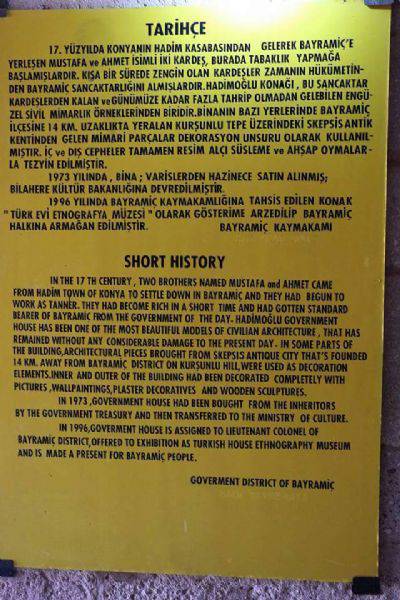 TARİHÇE
17. YÜZYILDA KONYANIN HADİM KASABASINDAN GELEREK BAYRAMİÇ'E
YERLEŞEN MUSTAFA ve AHMET İSİMLİ İKİ KARDEŞ, BURADA TABAKLIK YAPMAĞA
BAŞLAMIŞLARDIR. KISA BİR SÜREDE ZENGİN OLAN KARDEŞLER ZAMANIN HÜKÜMETİN-
DEN BAYRAMİC SANCAKTARLIĞINI ALMIŞLARDIR.HADİMOĞLU KONAĞI, BU SANCAKTAR
KARDEŞLERDEN KALAN ve GÜNÜMÜZE KADAR FAZLA TAHRİP OLMADAN GELEBİLEN ENGÜ-
ZEL SİVİL MİMARLIK ÖRNEKLERİNDEN BİRİDİR.BİNANIN BAZI YERLERİNDE BAYRAMİÇ
İLÇESİNE 14 KM. UZAKLIKTA YERALAN KURŞUNLU TEPE ÜZERİNDEKİ SKEPSİS ANTİK
KENTİNDEN GELEN MİMARİ PARCALAR DEKORASYON UNSURU OLARAK KULLANIL-
MIŞTIR. İÇ ve DIS CEPHELER TAMAMEN RESİM ALÇI SÜSLEME ve AHŞAP OYMALAR-
LA TEZYİN EDİLMİŞTİR.
1973 YILINDA, BİNA; VARİSLERDEN HAZİNECE SATIN ALINMIŞ;
BİLAHERE KÜLTÜR BAKANLIĞINA DEVREDİLMİŞTİR.
1996 YILINDA BAYRAMİC KAYMAKAMLIĞINA TAHSİS EDİLEN KONAK
"TÜRK EVİ ETNOGRAFYA MÜZESİ" OLARAK GÖSTERİME ARZEDİLİP BAYRAMİÇ
HALKINA ARMAĞAN EDİLMİŞTİR. BAYRAMİÇ KAYMAKAMI
SHORT HISTORY
IN THE 17 TH CENTURY, TWO BROTHERS NAMED MUSTAFA and AHMET CAME
FROM HADİM TOWN OF KONYA TO SETTLE DOWN IN BAYRAMİÇ AND THEY HAD BEGUN TO
WORK AS TANNER. THEY HAD BECOME RICH IN A SHORT TIME AND HAD GOTTEN STANDARD
BEARER OF BAYRAMİÇ FROM THE GOVERNMENT OF THE DAY. HADİMOĞLU GOVERNMENT
HOUSE HAS BEEN ONE OF THE MOST BEAUTIFUL MODELS OF CIVILIAN ARCHITECTURE, THAT HAS
REMAINED WITHOUT ANY CONSIDERABLE DAMAGE TO THE PRESENT DAY. IN SOME PARTS OF
THE BUILDING,ARCHITECTURAL PIECES BROUGHT FROM SKEPSIS ANTIQUE CITY THAT'S FOUNDED
14 KM. AWAY FROM BAYRAMİÇ DISTRICT ON KURŞUNLU HILL,WERE USED AS DECORATION
ELEMENTS.INNER AND OUTER OF THE BUILDING HAD BEEN DECORATED COMPLETELY WITH
PICTURES ,WALLPAINTINGS,PLASTER DECORATIVES AND WOODEN SCULPTURES.
IN 1973 ,GOVERNMENT HOUSE HAD BEEN BOUGHT FROM THE INHERITORS
BY THE GOVERNMENT TREASURY AND THEN TRANSFERRED TO THE MINISTRY OF CULTURE.
IN 1996,GOVERMENT HOUSE IS ASSIGNED TO LIEUTENANT COLONEL OF
BAYRAMİÇ DISTRICT,OFFERED TO EXHIBITION AS TURKISH HOUSE ETHNOGRAPHY MUSEUM
AND IS MADE A PRESENT FOR BAYRAMİÇ PEOPLE.
GOVERMENT DISTRICT OF BAYRAMİÇ